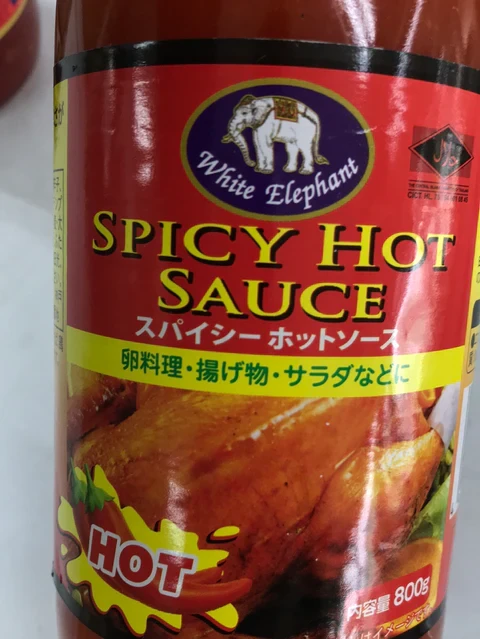 White Elephant
SPICY HOT
SAUCE
スパイシー ホットソース
卵料理・揚げ物・サラダなどに
HOT
内容量 800g